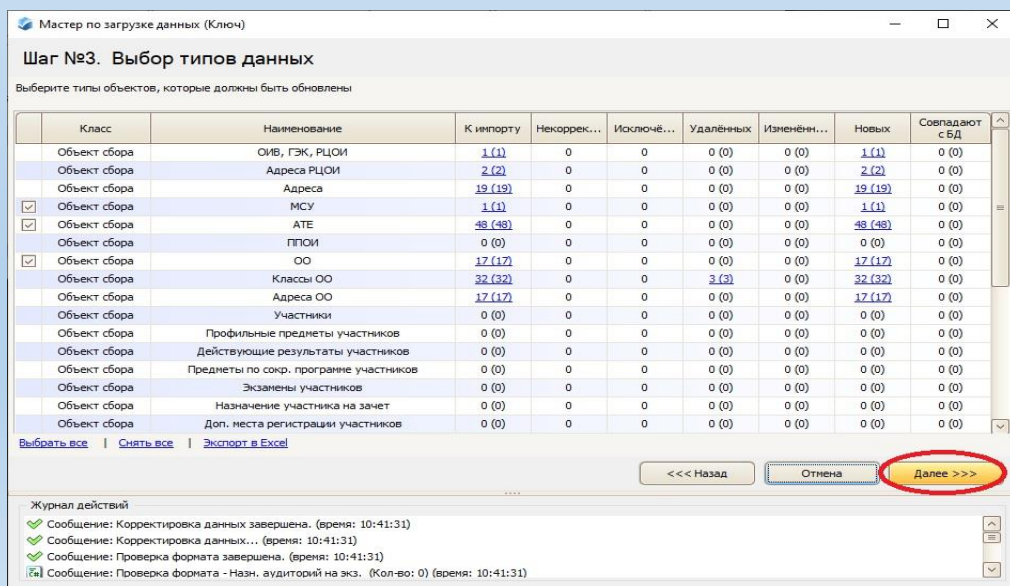 Мастер по загрузке данных (Ключ)
Шаг №3. Выбор типов данных
Выберите типы объектов, которые должны быть обновлены
Класс Наименование К импорту Некоррек... Исключё... Удалённых Изменённ... Новых Совпадают с БД
Объект сбора ОИВ, ГЭК, РЦОИ 1 (1) 0 0 0 (0) 0 (0) 1 (1) 0 (0)
Объект сбора Адреса РЦОИ 2 (2) 0 0 0 (0) 0 (0) 2 (2) 0 (0)
Объект сбора Адреса 19 (19) 0 0 0 (0) 0 (0) 19 (19) 0 (0)
Объект сбора МСУ 1 (1) 0 0 0 (0) 0 (0) 1 (1) 0 (0)
Объект сбора АТЕ 48 (48) 0 0 0 (0) 0 (0) 48 (48) 0 (0)
Объект сбора ППОИ 0 (0) 0 0 0 (0) 0 (0) 0 (0) 0 (0)
Объект сбора ОО 17 (17) 0 0 0 (0) 0 (0) 17 (17) 0 (0)
Объект сбора Классы ОО 32 (32) 0 0 3 (3) 0 (0) 32 (32) 0 (0)
Объект сбора Адреса ОО 17 (17) 0 0 0 (0) 0 (0) 17 (17) 0 (0)
Объект сбора Участники 0 (0) 0 0 0 (0) 0 (0) 0 (0) 0 (0)
Объект сбора Профильные предметы участников 0 (0) 0 0 0 (0) 0 (0) 0 (0) 0 (0)
Объект сбора Действующие результаты участников 0 (0) 0 0 0 (0) 0 (0) 0 (0) 0 (0)
Объект сбора Предметы по сокр. программе участников 0 (0) 0 0 0 (0) 0 (0) 0 (0) 0 (0)
Объект сбора Экзамены участников 0 (0) 0 0 0 (0) 0 (0) 0 (0) 0 (0)
Объект сбора Назначение участника на зачет 0 (0) 0 0 0 (0) 0 (0) 0 (0) 0 (0)
Объект сбора Доп. места регистрации участников 0 (0) 0 0 0 (0) 0 (0) 0 (0) 0 (0)
Выбрать все | Снять все | Экспорт в Excel
<<< Назад Отмена Далее >>>
Журнал действий
Сообщение: Корректировка данных завершена. (время: 10:41:31)
Сообщение: Корректировка данных... (время: 10:41:31)
Сообщение: Проверка формата завершена. (время: 10:41:31)
Сообщение: Проверка формата - Назн. аудиторий на экз. (Кол-во: 0) (время: 10:41:31)